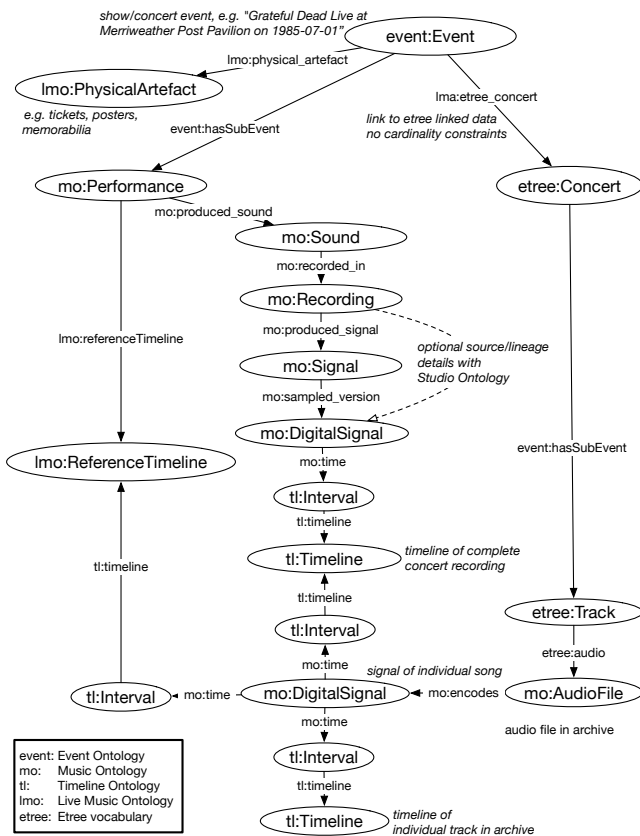 show/concert event, e.g. "Grateful Dead Live at
Merriweather Post Pavilion on 1985-07-01”
event:Event
lmo:physical_artefact
lmo:PhysicalArtefact
e.g. tickets, posters,
memorabilia
lma:etree_concert
link to etree linked data
no cardinality constraints
event:hasSubEvent
mo:Performance
etree:Concert
mo:produced_sound
mo:Sound
mo:recorded_in
mo:Recording
mo:produced_signal
lmo:referenceTimeline
optional source/lineage
details with
Studio Ontology
mo:Signal
mo:sampled_version
mo:DigitalSignal
event:hasSubEvent
lmo:ReferenceTimeline
mo:time
tl:Interval
tl:timeline
tl:Timeline
timeline of complete
concert recording
tl:timeline
tl:timeline
etree:Track
tl:Interval
etree:audio
mo:time
signal of individual song
tl:Interval
mo:time
mo:DigitalSignal
mo:encodes
mo:AudioFile
audio file in archive
mo:time
tl:Interval
tl:timeline
tl:Timeline
timeline of
individual track in archive
event: Event Ontology
mo: Music Ontology
tl: Timeline Ontology
lmo: Live Music Ontology
etree: Etree vocabulary